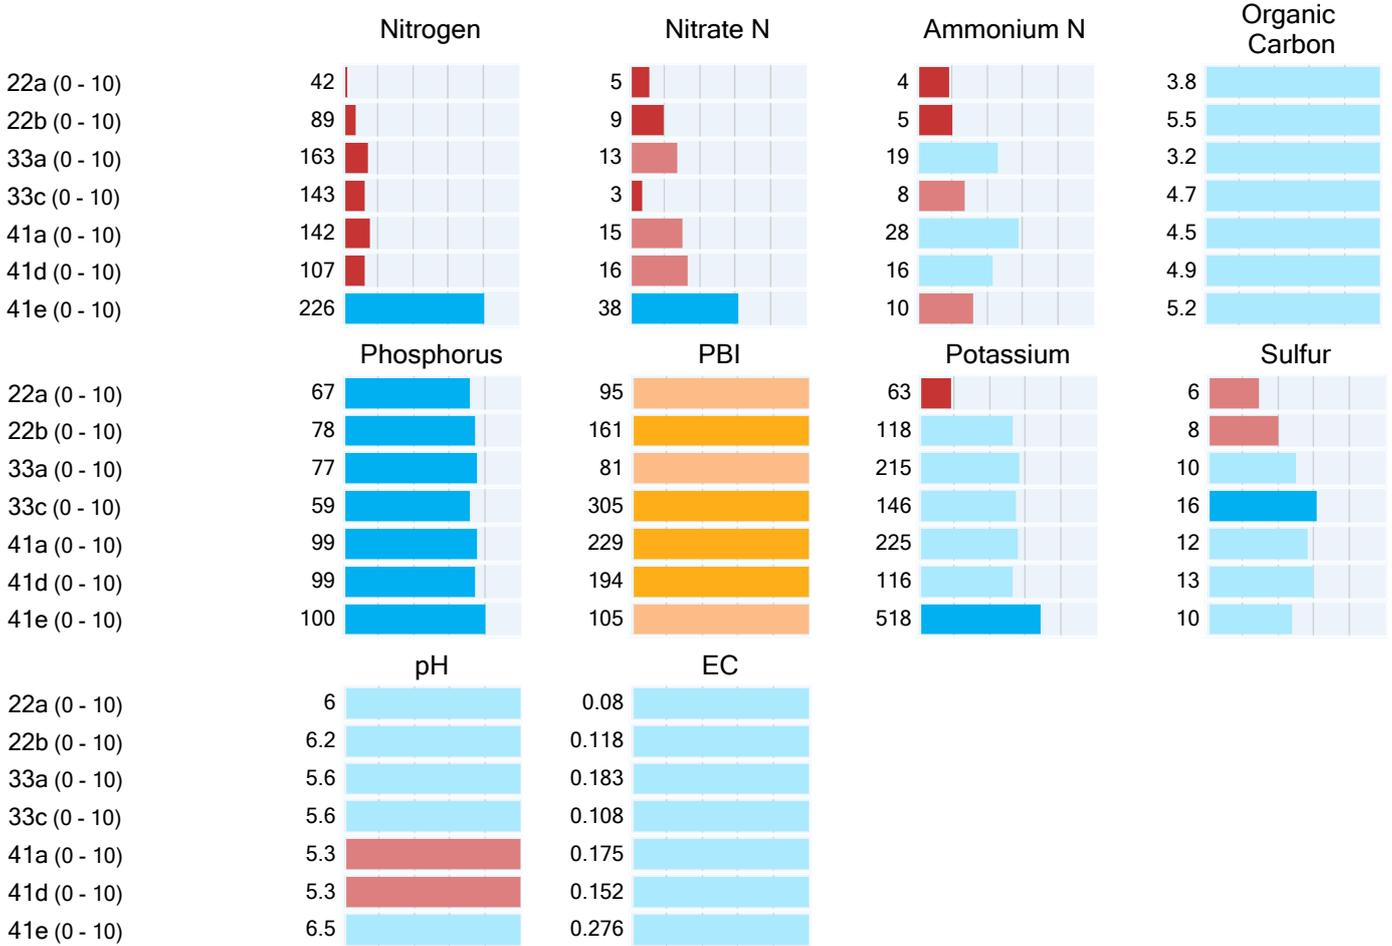 Nitrogen Nitrate N Ammonium N Organic
Carbon
22a (0 - 10) 42 5 4 3.8
22b (0 - 10) 89 9 5 5.5
33a (0 - 10) 163 13 19 3.2
33c (0 - 10) 143 3 8 4.7
41a (0 - 10) 142 15 28 4.5
41d (0 - 10) 107 16 16 4.9
41e (0 - 10) 226 38 10 5.2
Phosphorus PBI Potassium Sulfur
22a (0 - 10) 67 95 63 6
22b (0 - 10) 78 161 118 8
33a (0 - 10) 77 81 215 10
33c (0 - 10) 59 305 146 16
41a (0 - 10) 99 229 225 12
41d (0 - 10) 99 194 116 13
41e (0 - 10) 100 105 518 10
pH EC
22a (0 - 10) 6 0.08
22b (0 - 10) 6.2 0.118
33a (0 - 10) 5.6 0.183
33c (0 - 10) 5.6 0.108
41a (0 - 10) 5.3 0.175
41d (0 - 10) 5.3 0.152
41e (0 - 10) 6.5 0.276